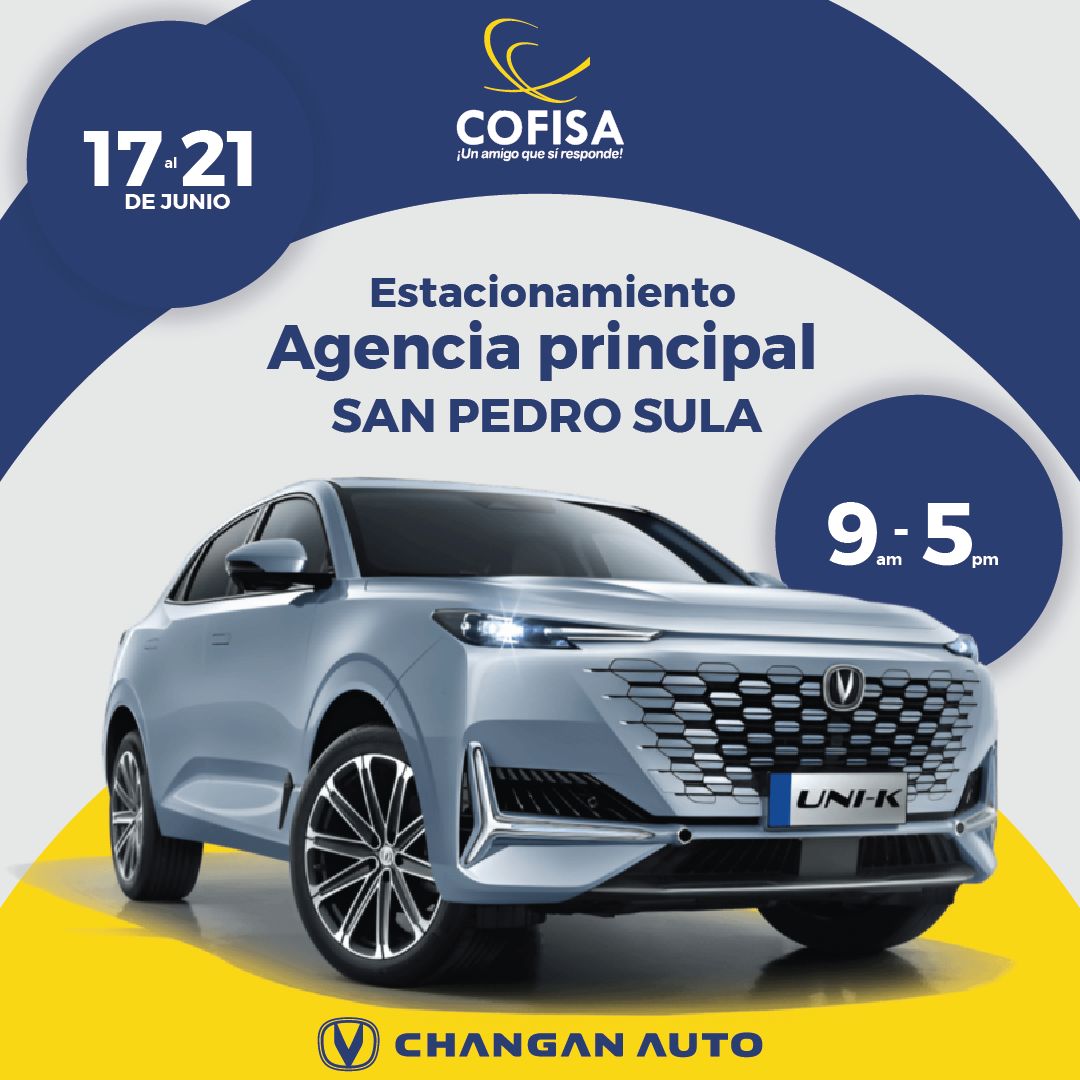 COFISA
¡Un amigo que sí responde!
17 al 21
DE JUNIO
Estacionamiento
Agencia principal
SAN PEDRO SULA
9 am - 5 pm
UNI-K
CHANGAN AUTO